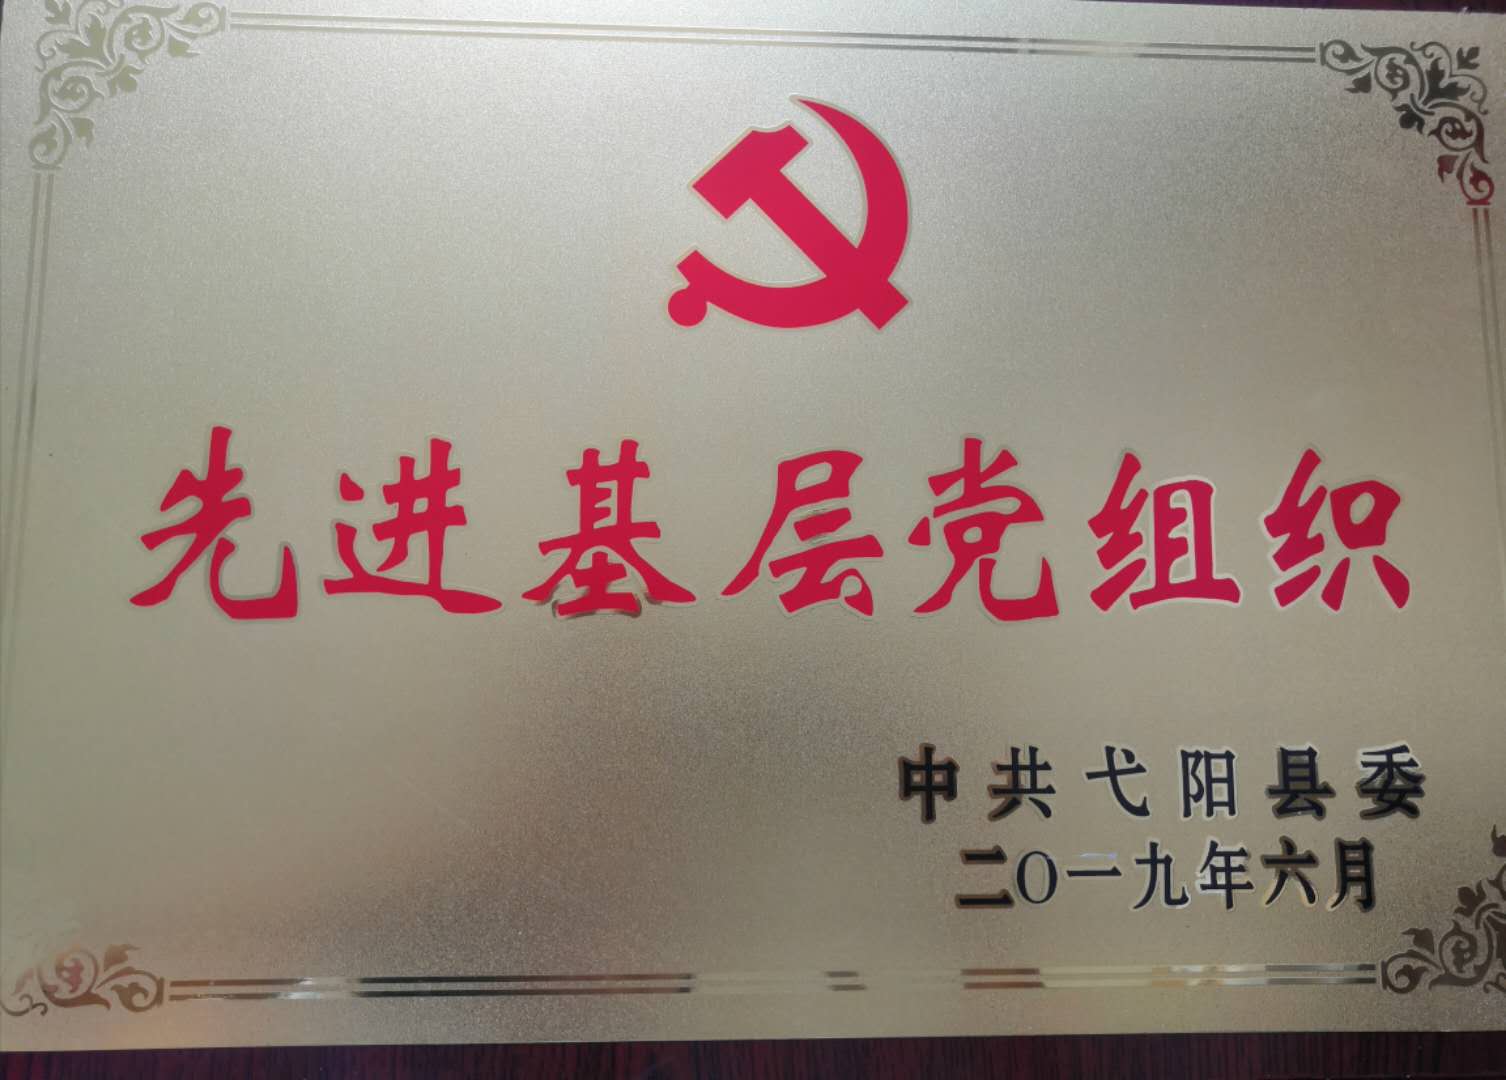 先进基层党组织
中共弋阳县委
二〇一九年六月